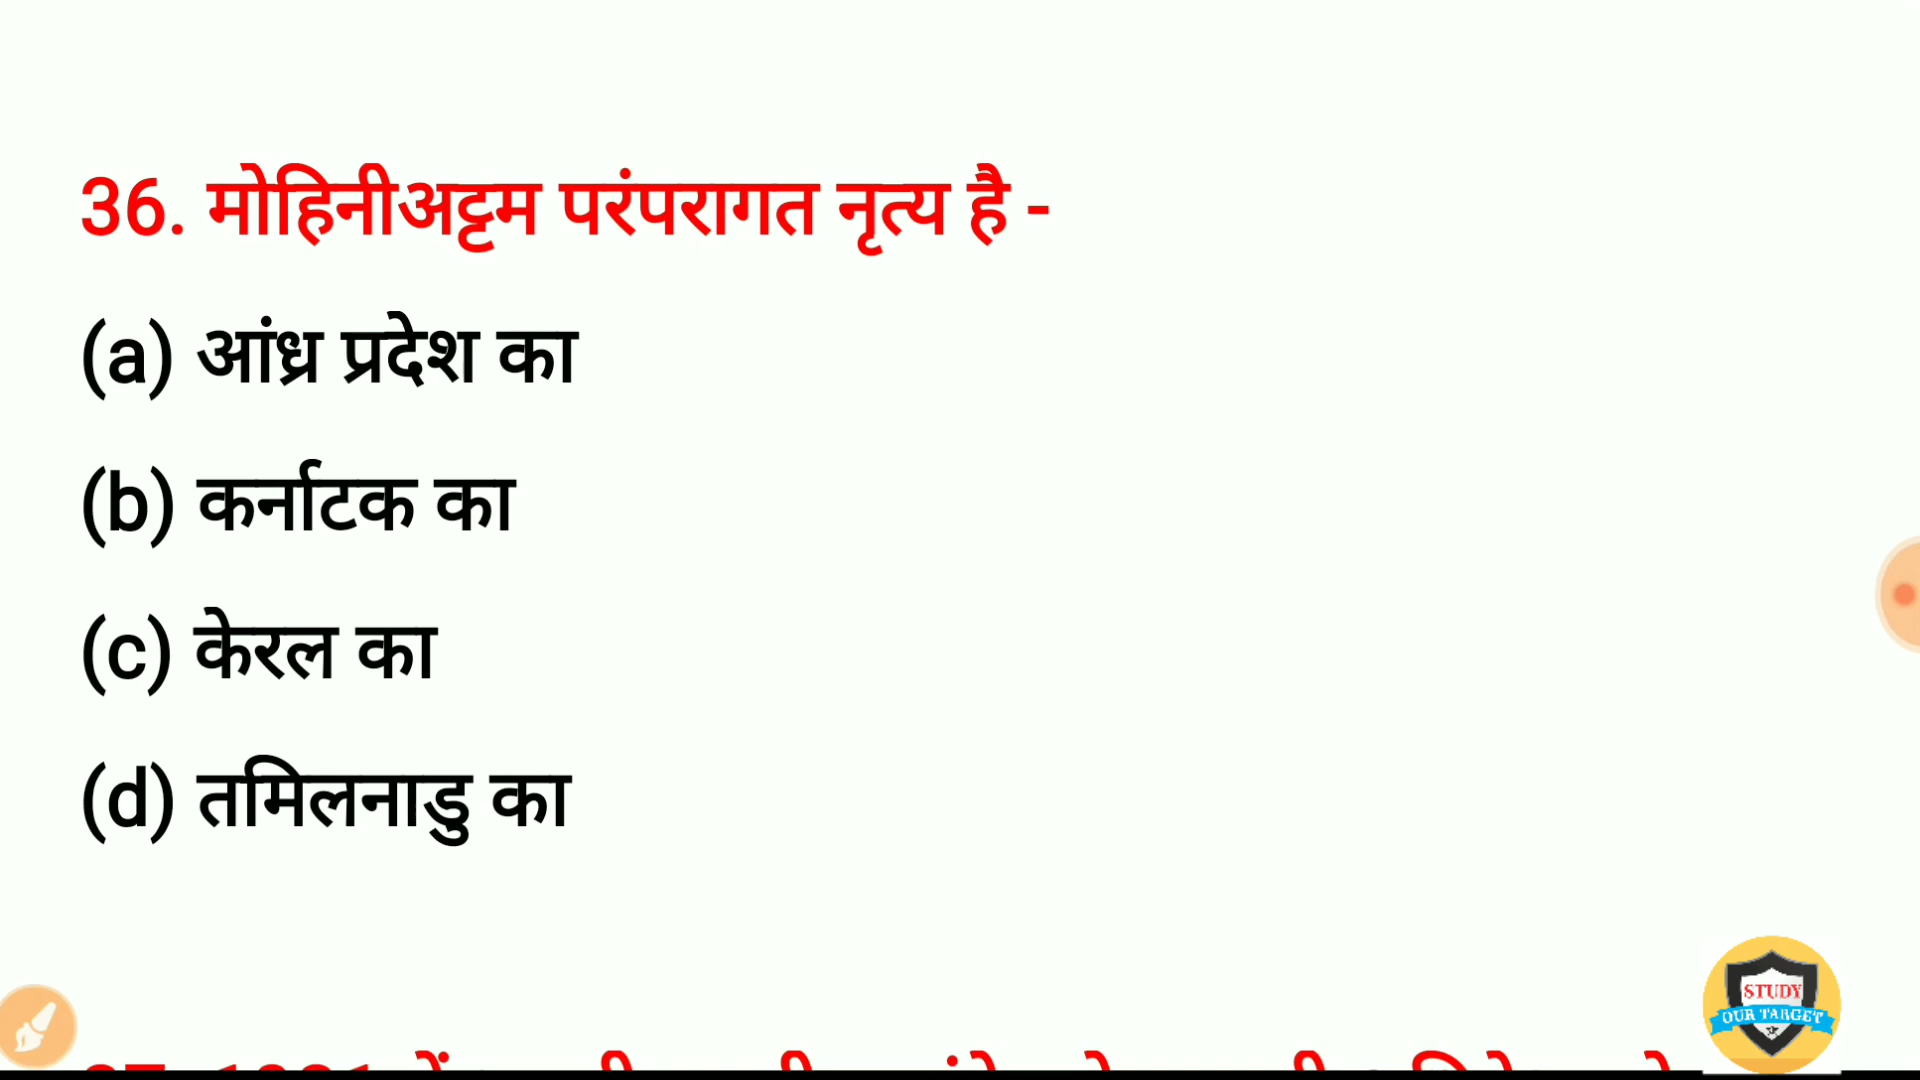 36. मोहिनीअट्टम परंपरागत नृत्य है -
(a) आंध्र प्रदेश का
(b) कर्नाटक का
(c) केरल का
(d) तमिलनाडु का
STUDY
OUR TARGET